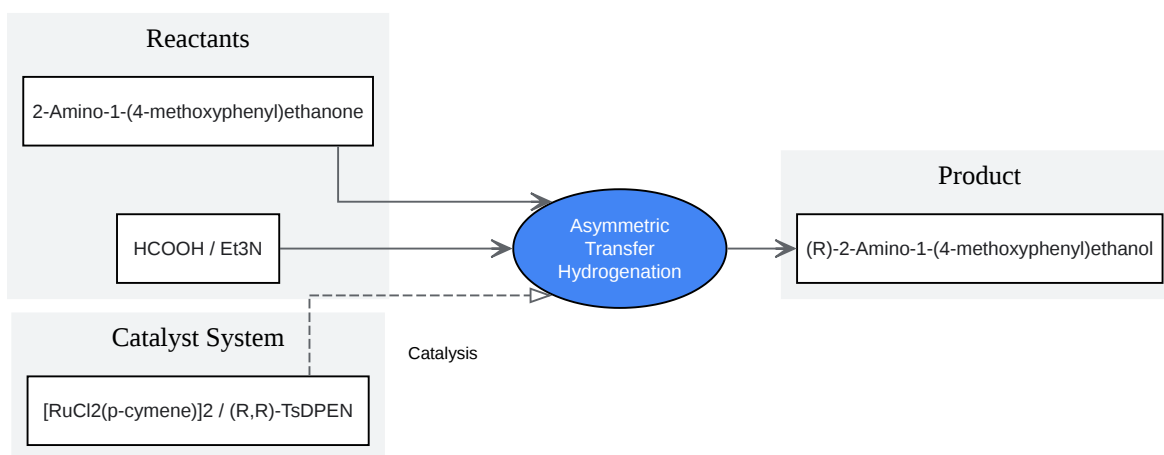 Reactants
2-Amino-1-(4-methoxyphenyl)ethanone
HCOOH / Et3N
Catalyst System
[RuCl2(p-cymene)]2 / (R,R)-TsDPEN
Catalysis
Asymmetric
Transfer
Hydrogenation
Product
(R)-2-Amino-1-(4-methoxyphenyl)ethanol